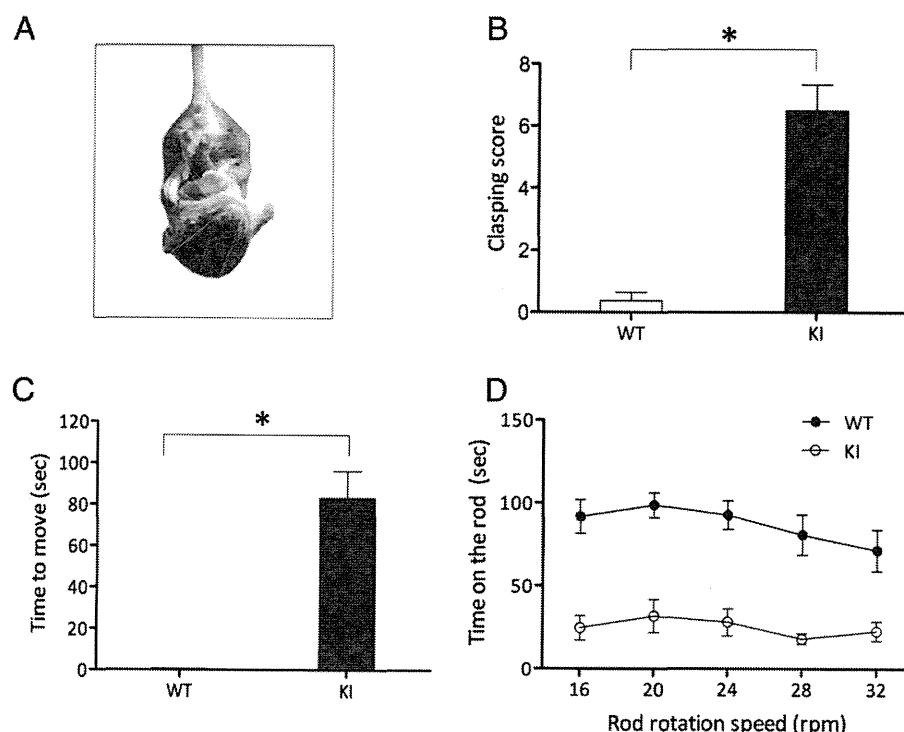 A
B
*
8
6
4
2
0
Clasping score
WT
KI
C
*
120
100
80
60
40
20
0
Time to move (sec)
WT
KI
D
150
100
50
0
Time on the rod (sec)
WT
KI
16 20 24 28 32
Rod rotation speed (rpm)